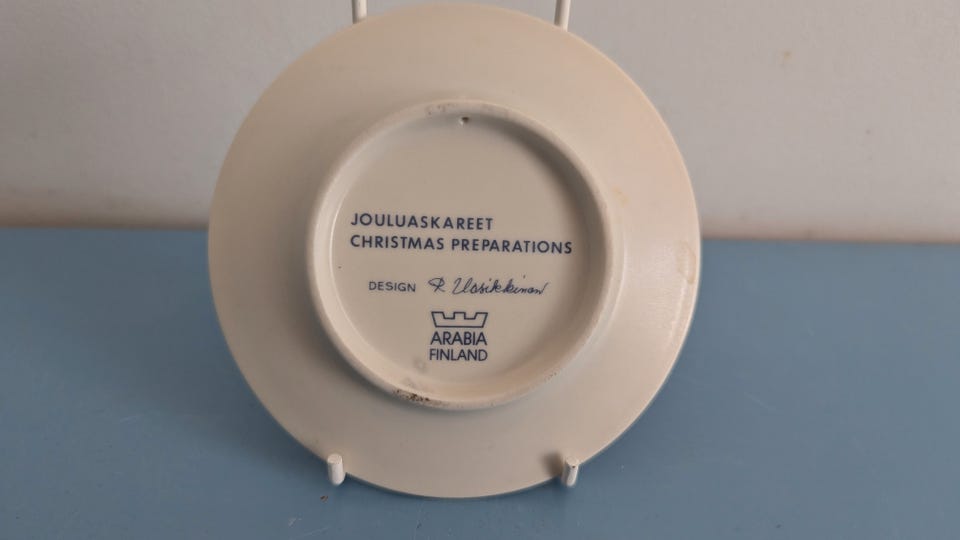 JOULUASKAREET
CHRISTMAS PREPARATIONS
DESIGN R. Uosikkinen
ARABIA
FINLAND